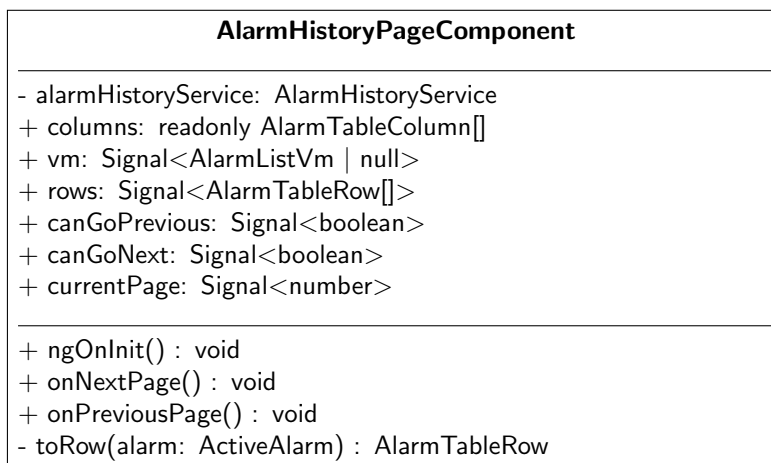 AlarmHistoryPageComponent
- alarmHistoryService: AlarmHistoryService
+ columns: readonly AlarmTableColumn[]
+ vm: Signal<AlarmListVm | null>
+ rows: Signal<AlarmTableRow[]>
+ canGoPrevious: Signal<boolean>
+ canGoNext: Signal<boolean>
+ currentPage: Signal<number>
+ ngOnInit() : void
+ onNextPage() : void
+ onPreviousPage() : void
- toRow(alarm: ActiveAlarm) : AlarmTableRow